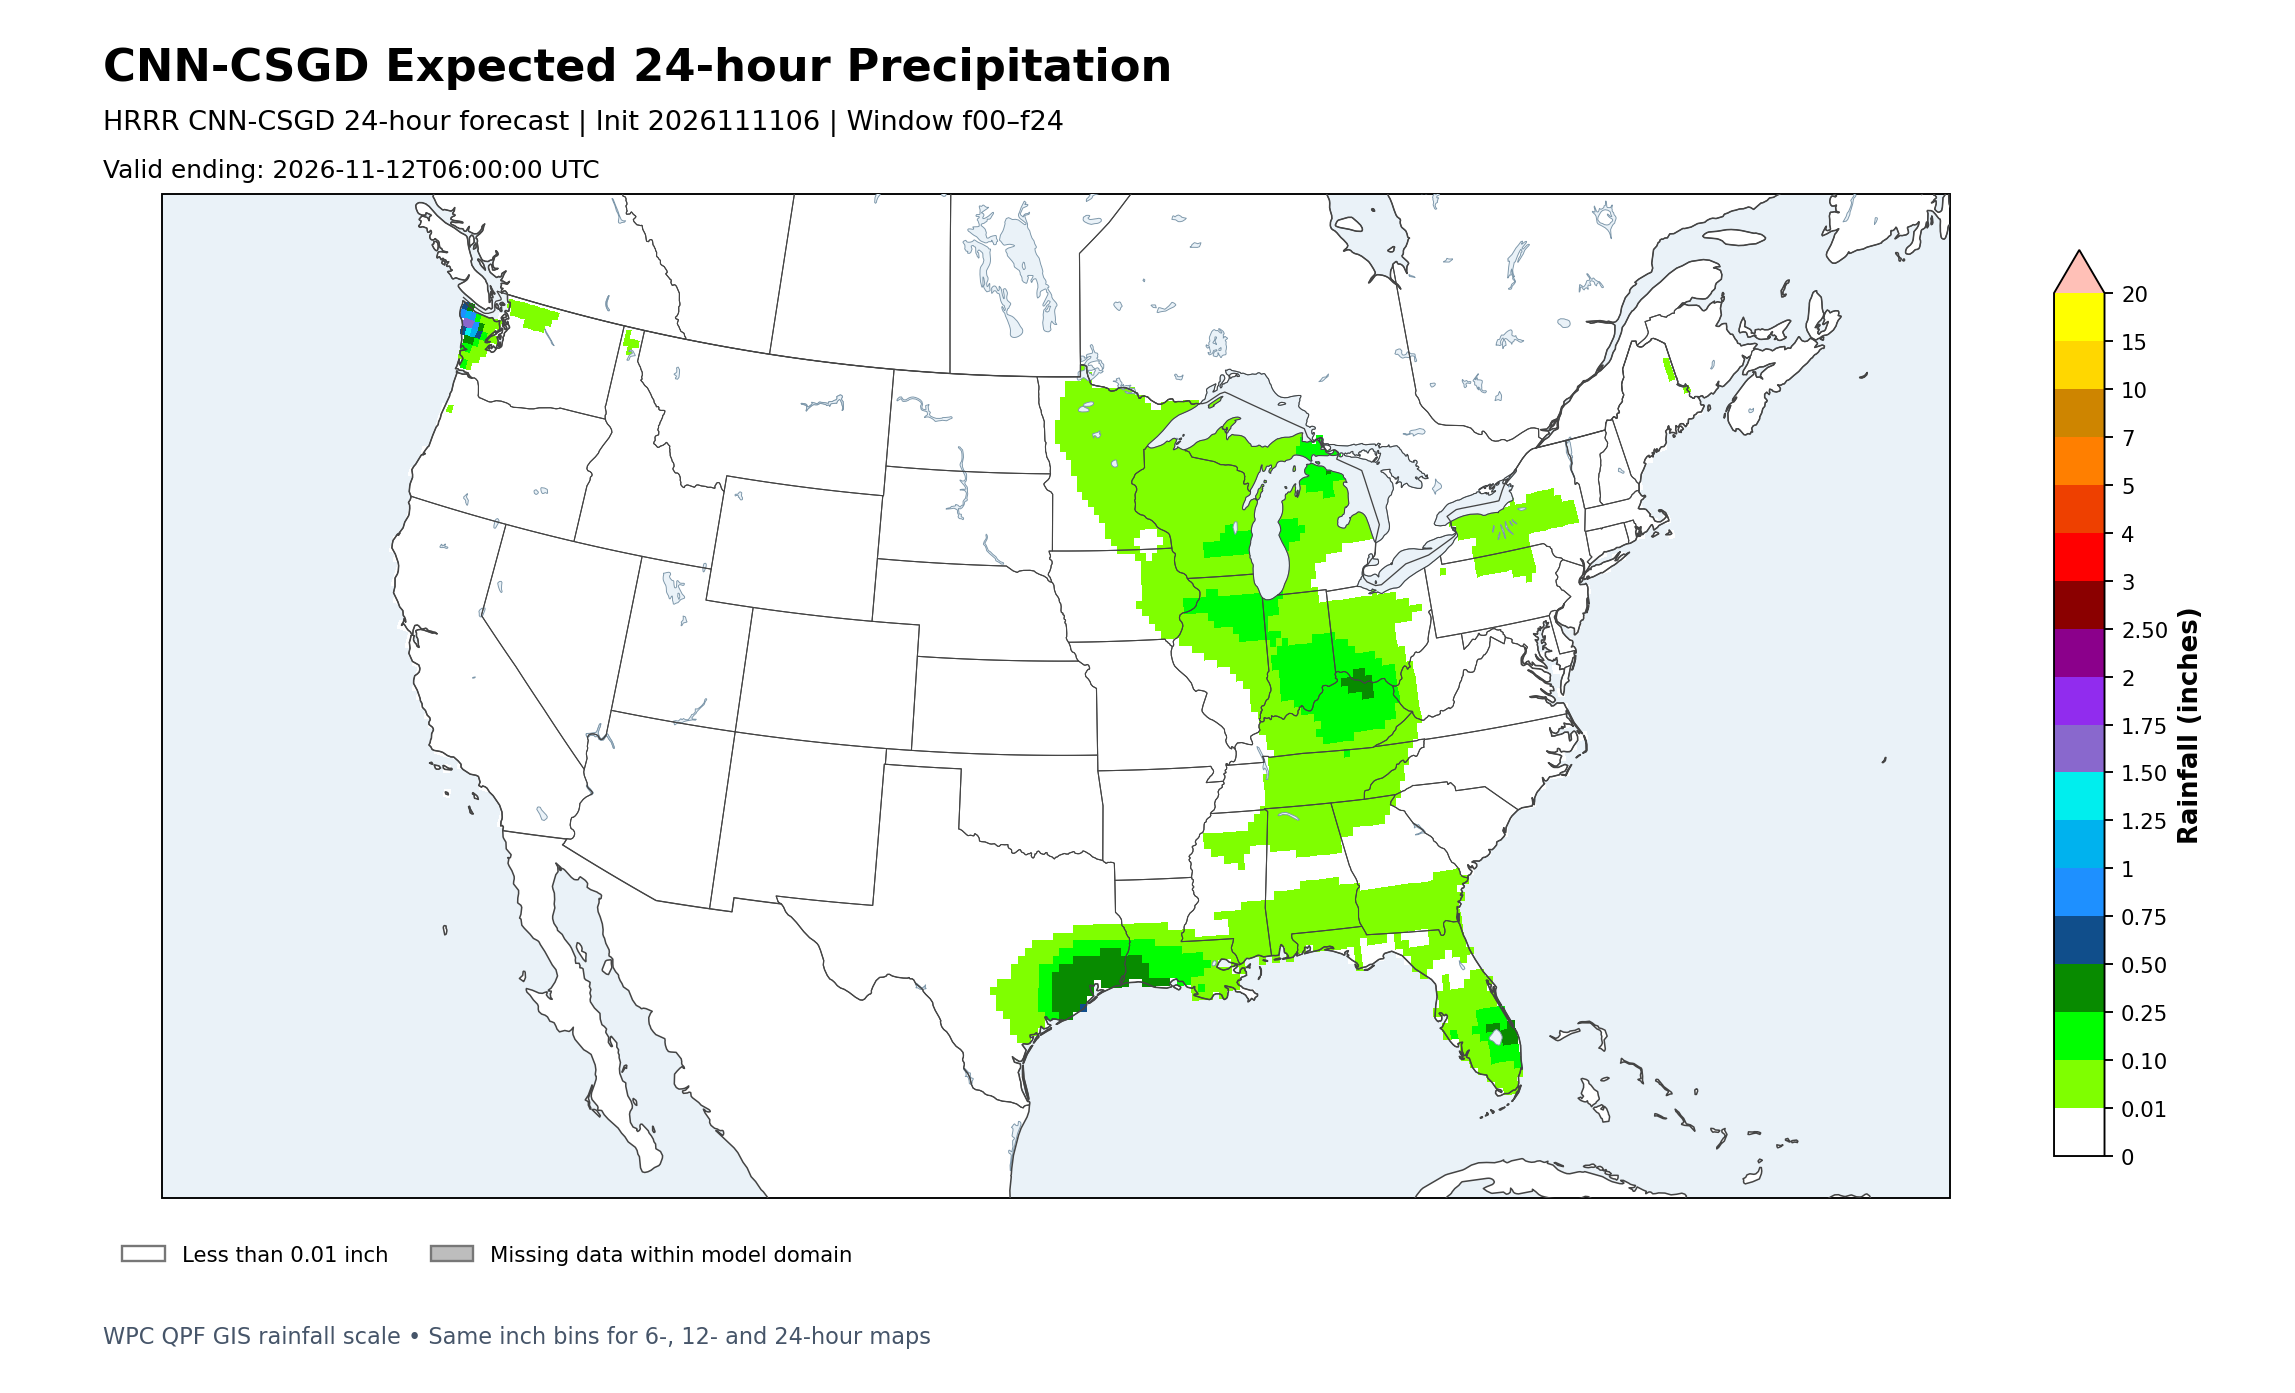 CNN-CSGD Expected 24-hour Precipitation
HRRR CNN-CSGD 24-hour forecast | Init 2026111106 | Window f00–f24
Valid ending: 2026-11-12T06:00:00 UTC
20
15
10
7
5
4
3
2.50
2
1.75
1.50
1.25
1
0.75
0.50
0.25
0.10
0.01
0
Rainfall (inches)
Less than 0.01 inch
Missing data within model domain
WPC QPF GIS rainfall scale • Same inch bins for 6-, 12- and 24-hour maps